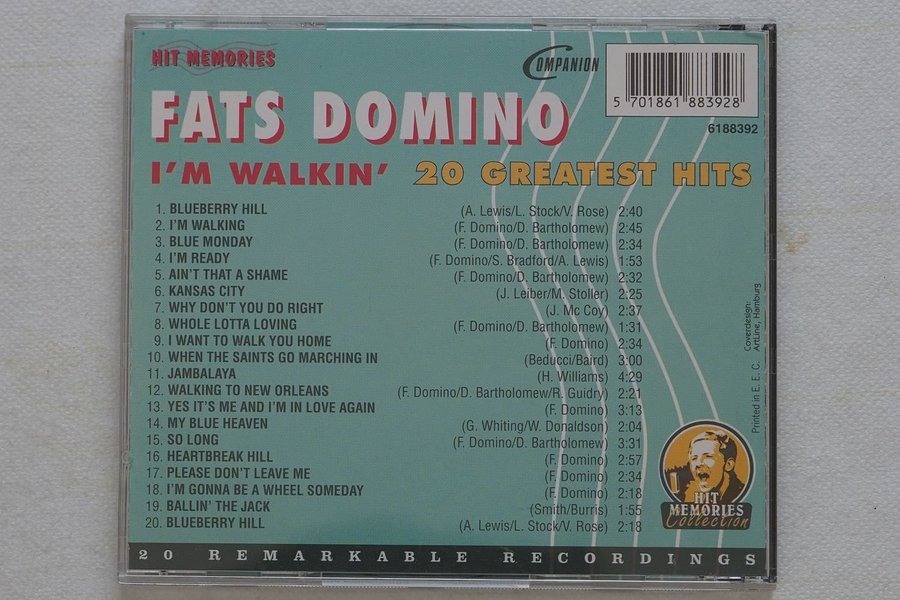 HIT MEMORIES
COMPANION
5 701861 883928
6188392
FATS DOMINO
I'M WALKIN' 20 GREATEST HITS
1. BLUEBERRY HILL (A. Lewis/L. Stock/V. Rose) 2:40
2. I'M WALKING (F. Domino/D. Bartholomew) 2:45
3. BLUE MONDAY (F. Domino/D. Bartholomew) 2:34
4. I'M READY (F. Domino/S. Bradford/A. Lewis) 1:53
5. AIN'T THAT A SHAME (F. Domino/D. Bartholomew) 2:32
6. KANSAS CITY (J. Leiber/M. Stoller) 2:25
7. WHY DON'T YOU DO RIGHT (J. Mc Coy) 2:37
8. WHOLE LOTTA LOVING (F. Domino/D. Bartholomew) 1:31
9. I WANT TO WALK YOU HOME (F. Domino) 2:34
10. WHEN THE SAINTS GO MARCHING IN (Beducci/Baird) 3:00
11. JAMBALAYA (H. Williams) 4:29
12. WALKING TO NEW ORLEANS (F. Domino/D. Bartholomew/R. Guidry) 2:21
13. YES IT'S ME AND I'M IN LOVE AGAIN (F. Domino) 3:13
14. MY BLUE HEAVEN (G. Whiting/W. Donaldson) 2:04
15. SO LONG (F. Domino/D. Bartholomew) 3:31
16. HEARTBREAK HILL (F. Domino) 2:57
17. PLEASE DON'T LEAVE ME (F. Domino) 2:34
18. I'M GONNA BE A WHEEL SOMEDAY (F. Domino) 2:18
19. BALLIN' THE JACK (Smith/Burris) 1:55
20. BLUEBERRY HILL (A. Lewis/L. Stock/V. Rose) 2:18
Printed in E. E. C.
Coverdesign:
ArtLine, Hamburg
HIT
MEMORIES
Collection
20 REMARKABLE RECORDINGS